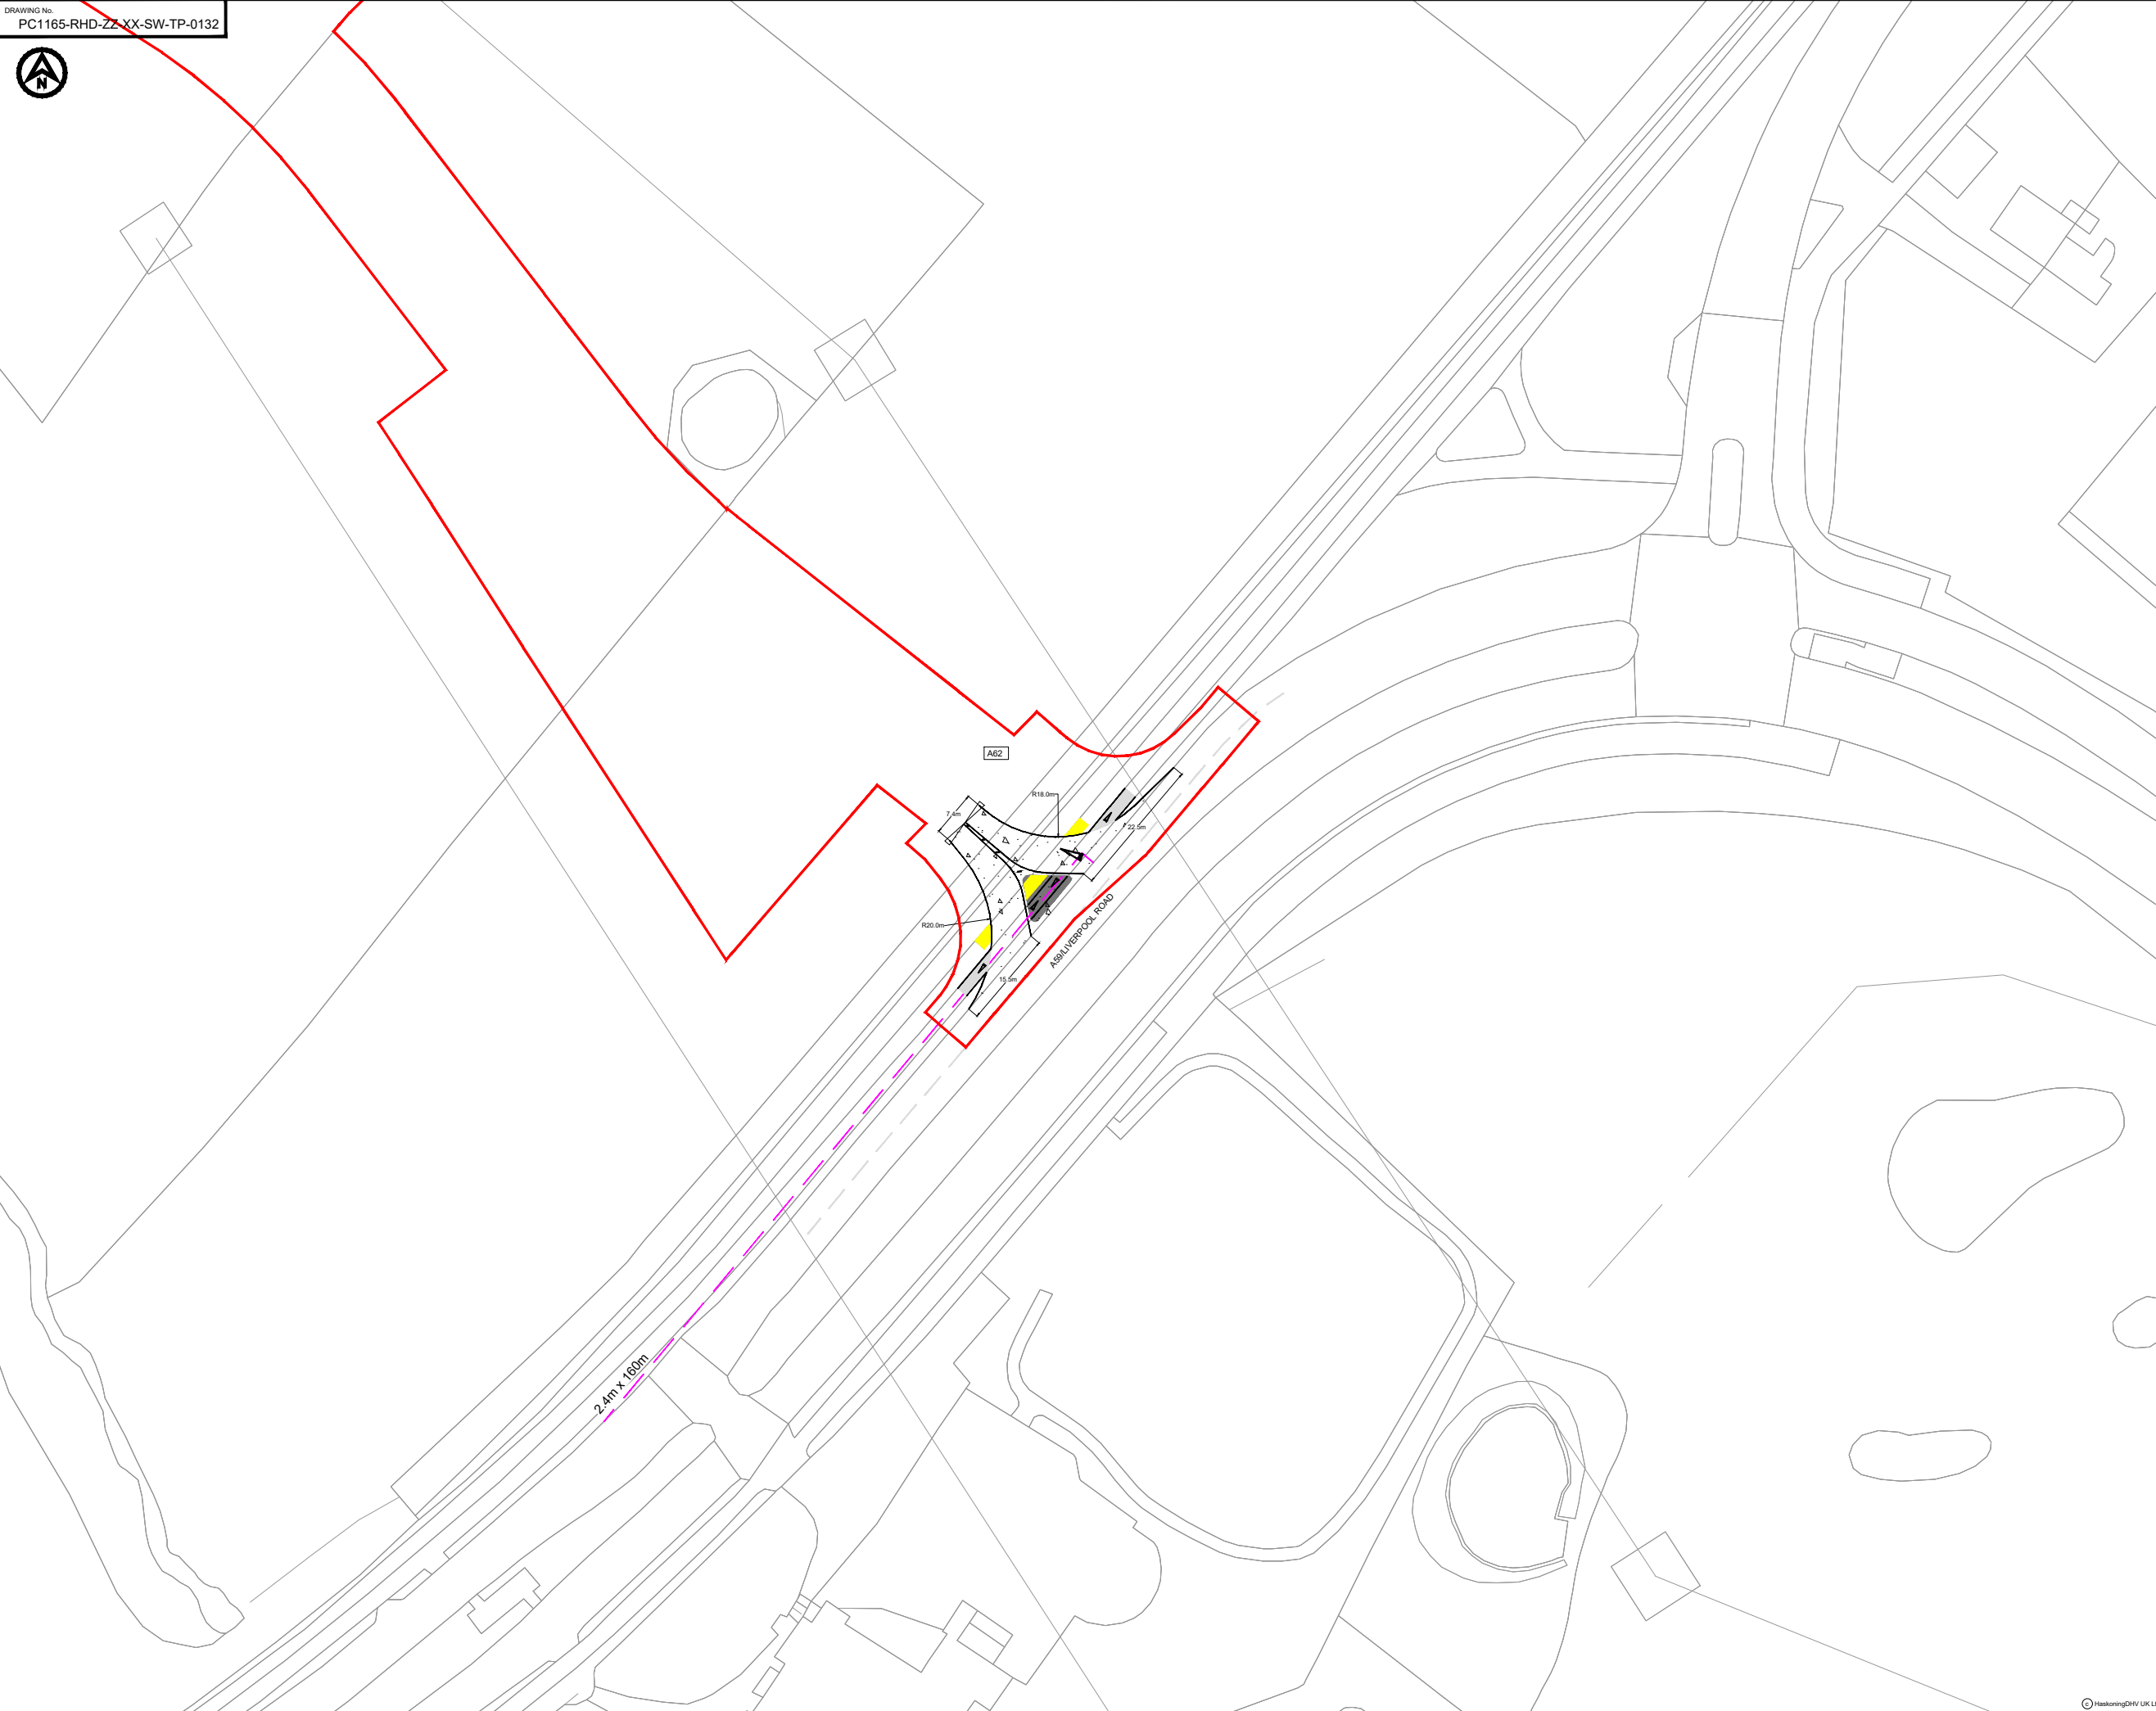 DRAWING No.
PC1165-RHD-ZZ-XX-SW-TP-0132
N
A62
R18.0m
7.4m
22.5m
R20.0m
A59/LIVERPOOL ROAD
15.5m
2.4m x 160m
© HaskoningDHV UK